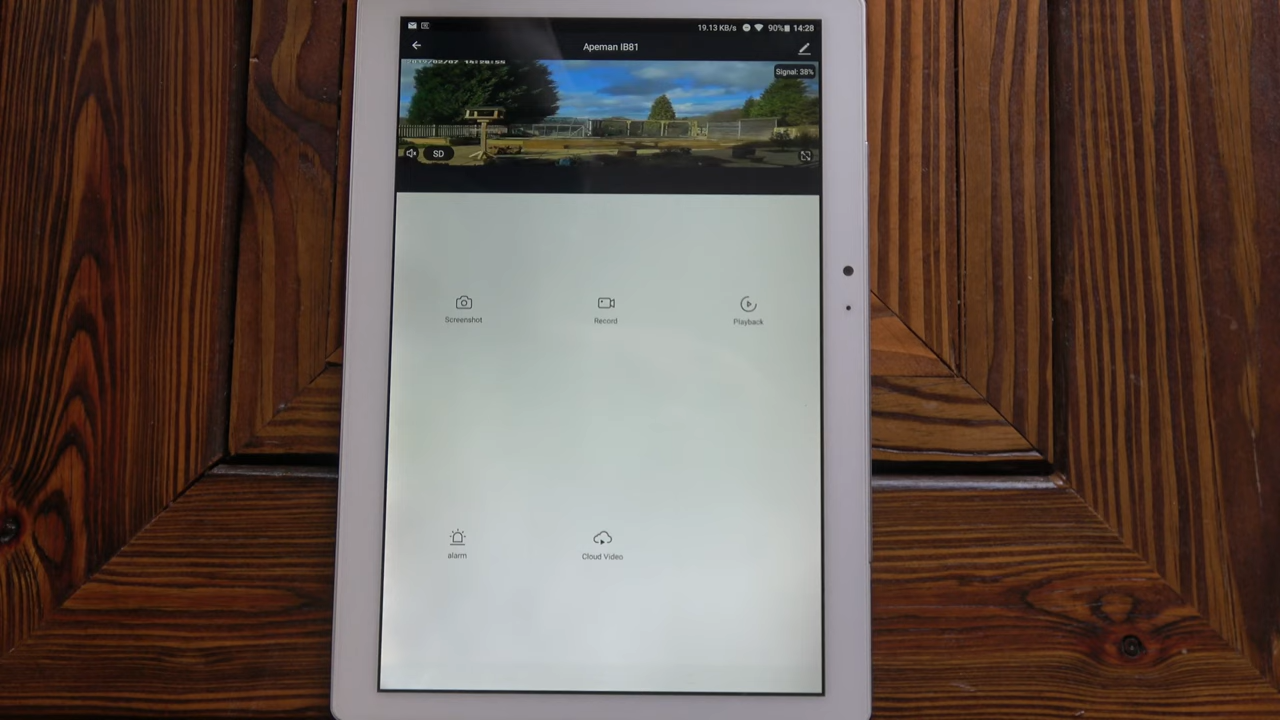 19.13 KB/s 90% 14:28
Apeman IB81
Signal: 38%
SD
Screenshot Record Playback
alarm Cloud Video